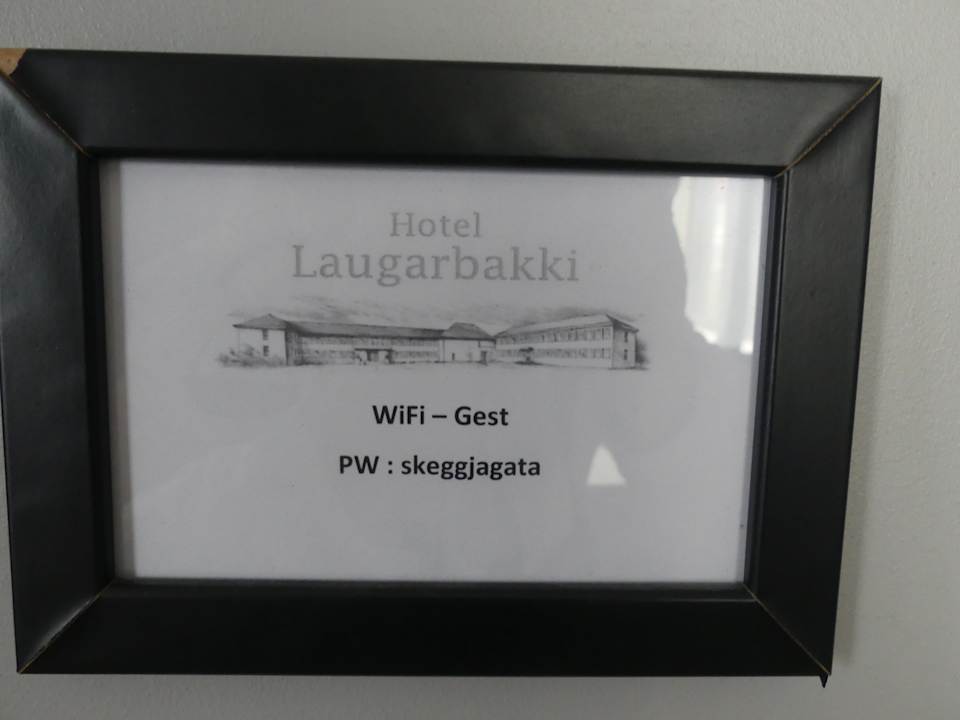 Hotel
Laugarbakki
WiFi – Gest
PW : skeggjagata